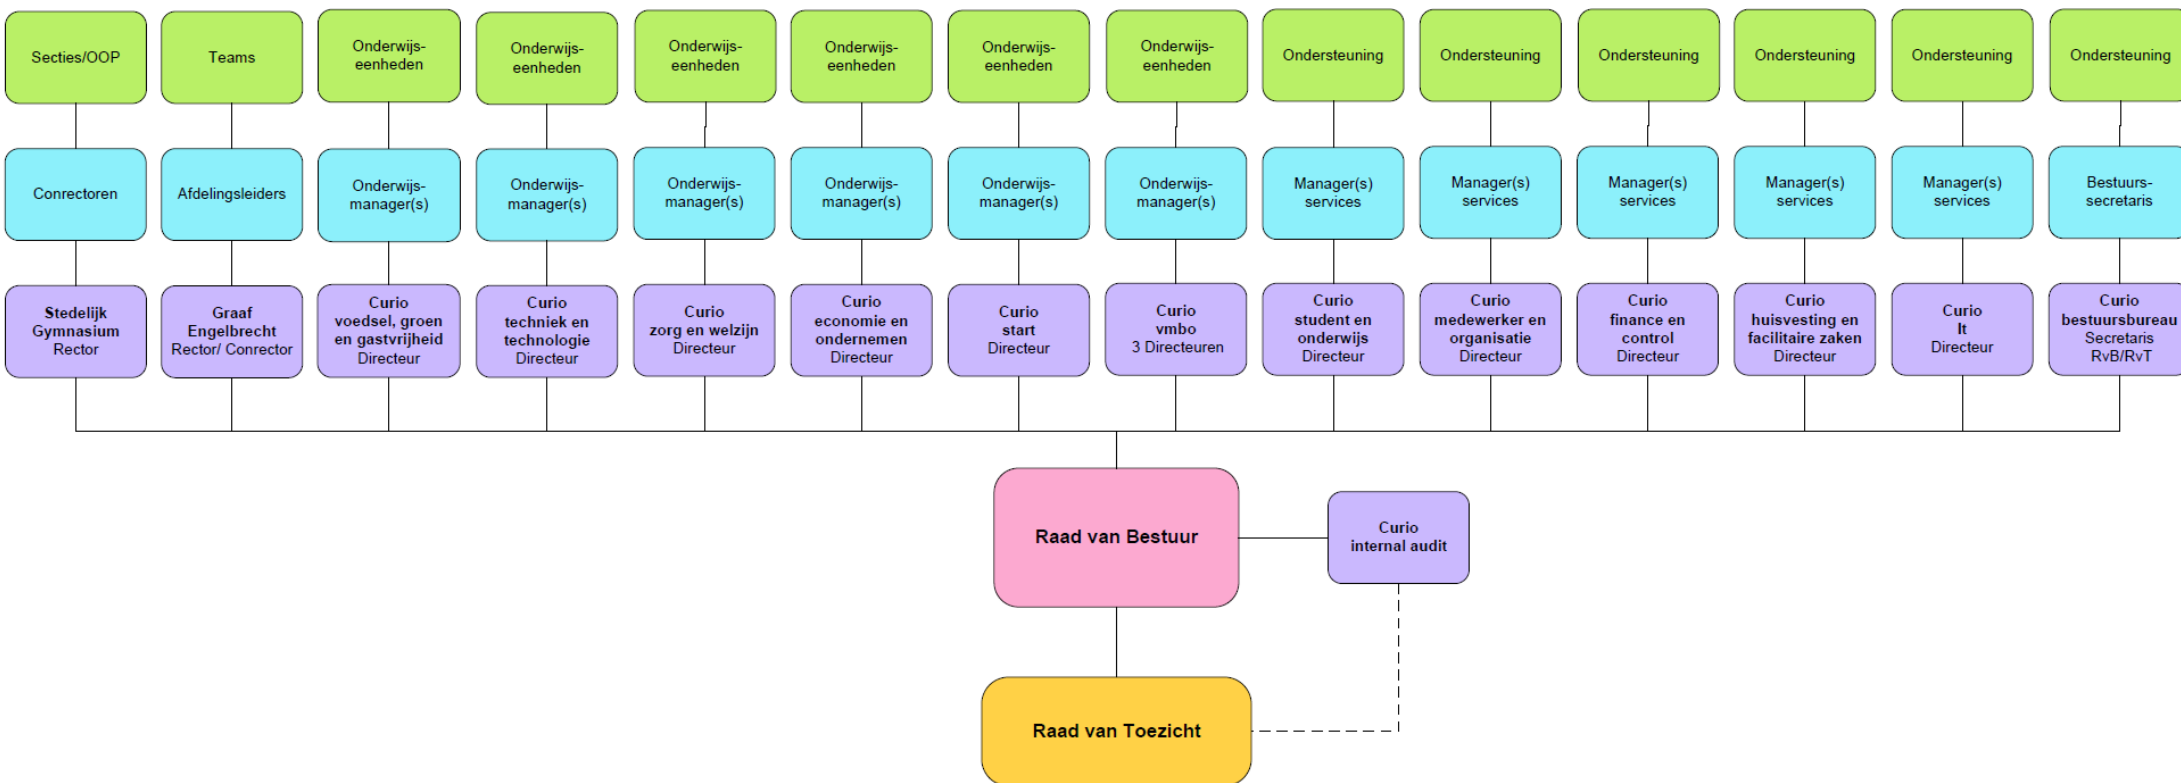 Secties/OOP
Teams
Onderwijs-
eenheden
Onderwijs-
eenheden
Onderwijs-
eenheden
Onderwijs-
eenheden
Onderwijs-
eenheden
Onderwijs-
eenheden
Ondersteuning
Ondersteuning
Ondersteuning
Ondersteuning
Ondersteuning
Ondersteuning
Conrectoren
Afdelingsleiders
Onderwijs-
manager(s)
Onderwijs-
manager(s)
Onderwijs-
manager(s)
Onderwijs-
manager(s)
Onderwijs-
manager(s)
Onderwijs-
manager(s)
Manager(s)
services
Manager(s)
services
Manager(s)
services
Manager(s)
services
Manager(s)
services
Bestuurs-
secretaris
Stedelijk
Gymnasium
Rector
Graaf
Engelbrecht
Rector/ Conrector
Curio
voedsel, groen
en gastvrijheid
Directeur
Curio
techniek en
technologie
Directeur
Curio
zorg en welzijn
Directeur
Curio
economie en
ondernemen
Directeur
Curio
start
Directeur
Curio
vmbo
3 Directeuren
Curio
student en
onderwijs
Directeur
Curio
medewerker en
organisatie
Directeur
Curio
finance en
control
Directeur
Curio
huisvesting en
facilitaire zaken
Directeur
Curio
It
Directeur
Curio
bestuursbureau
Secretaris
RvB/RvT
Raad van Bestuur
Curio
internal audit
Raad van Toezicht